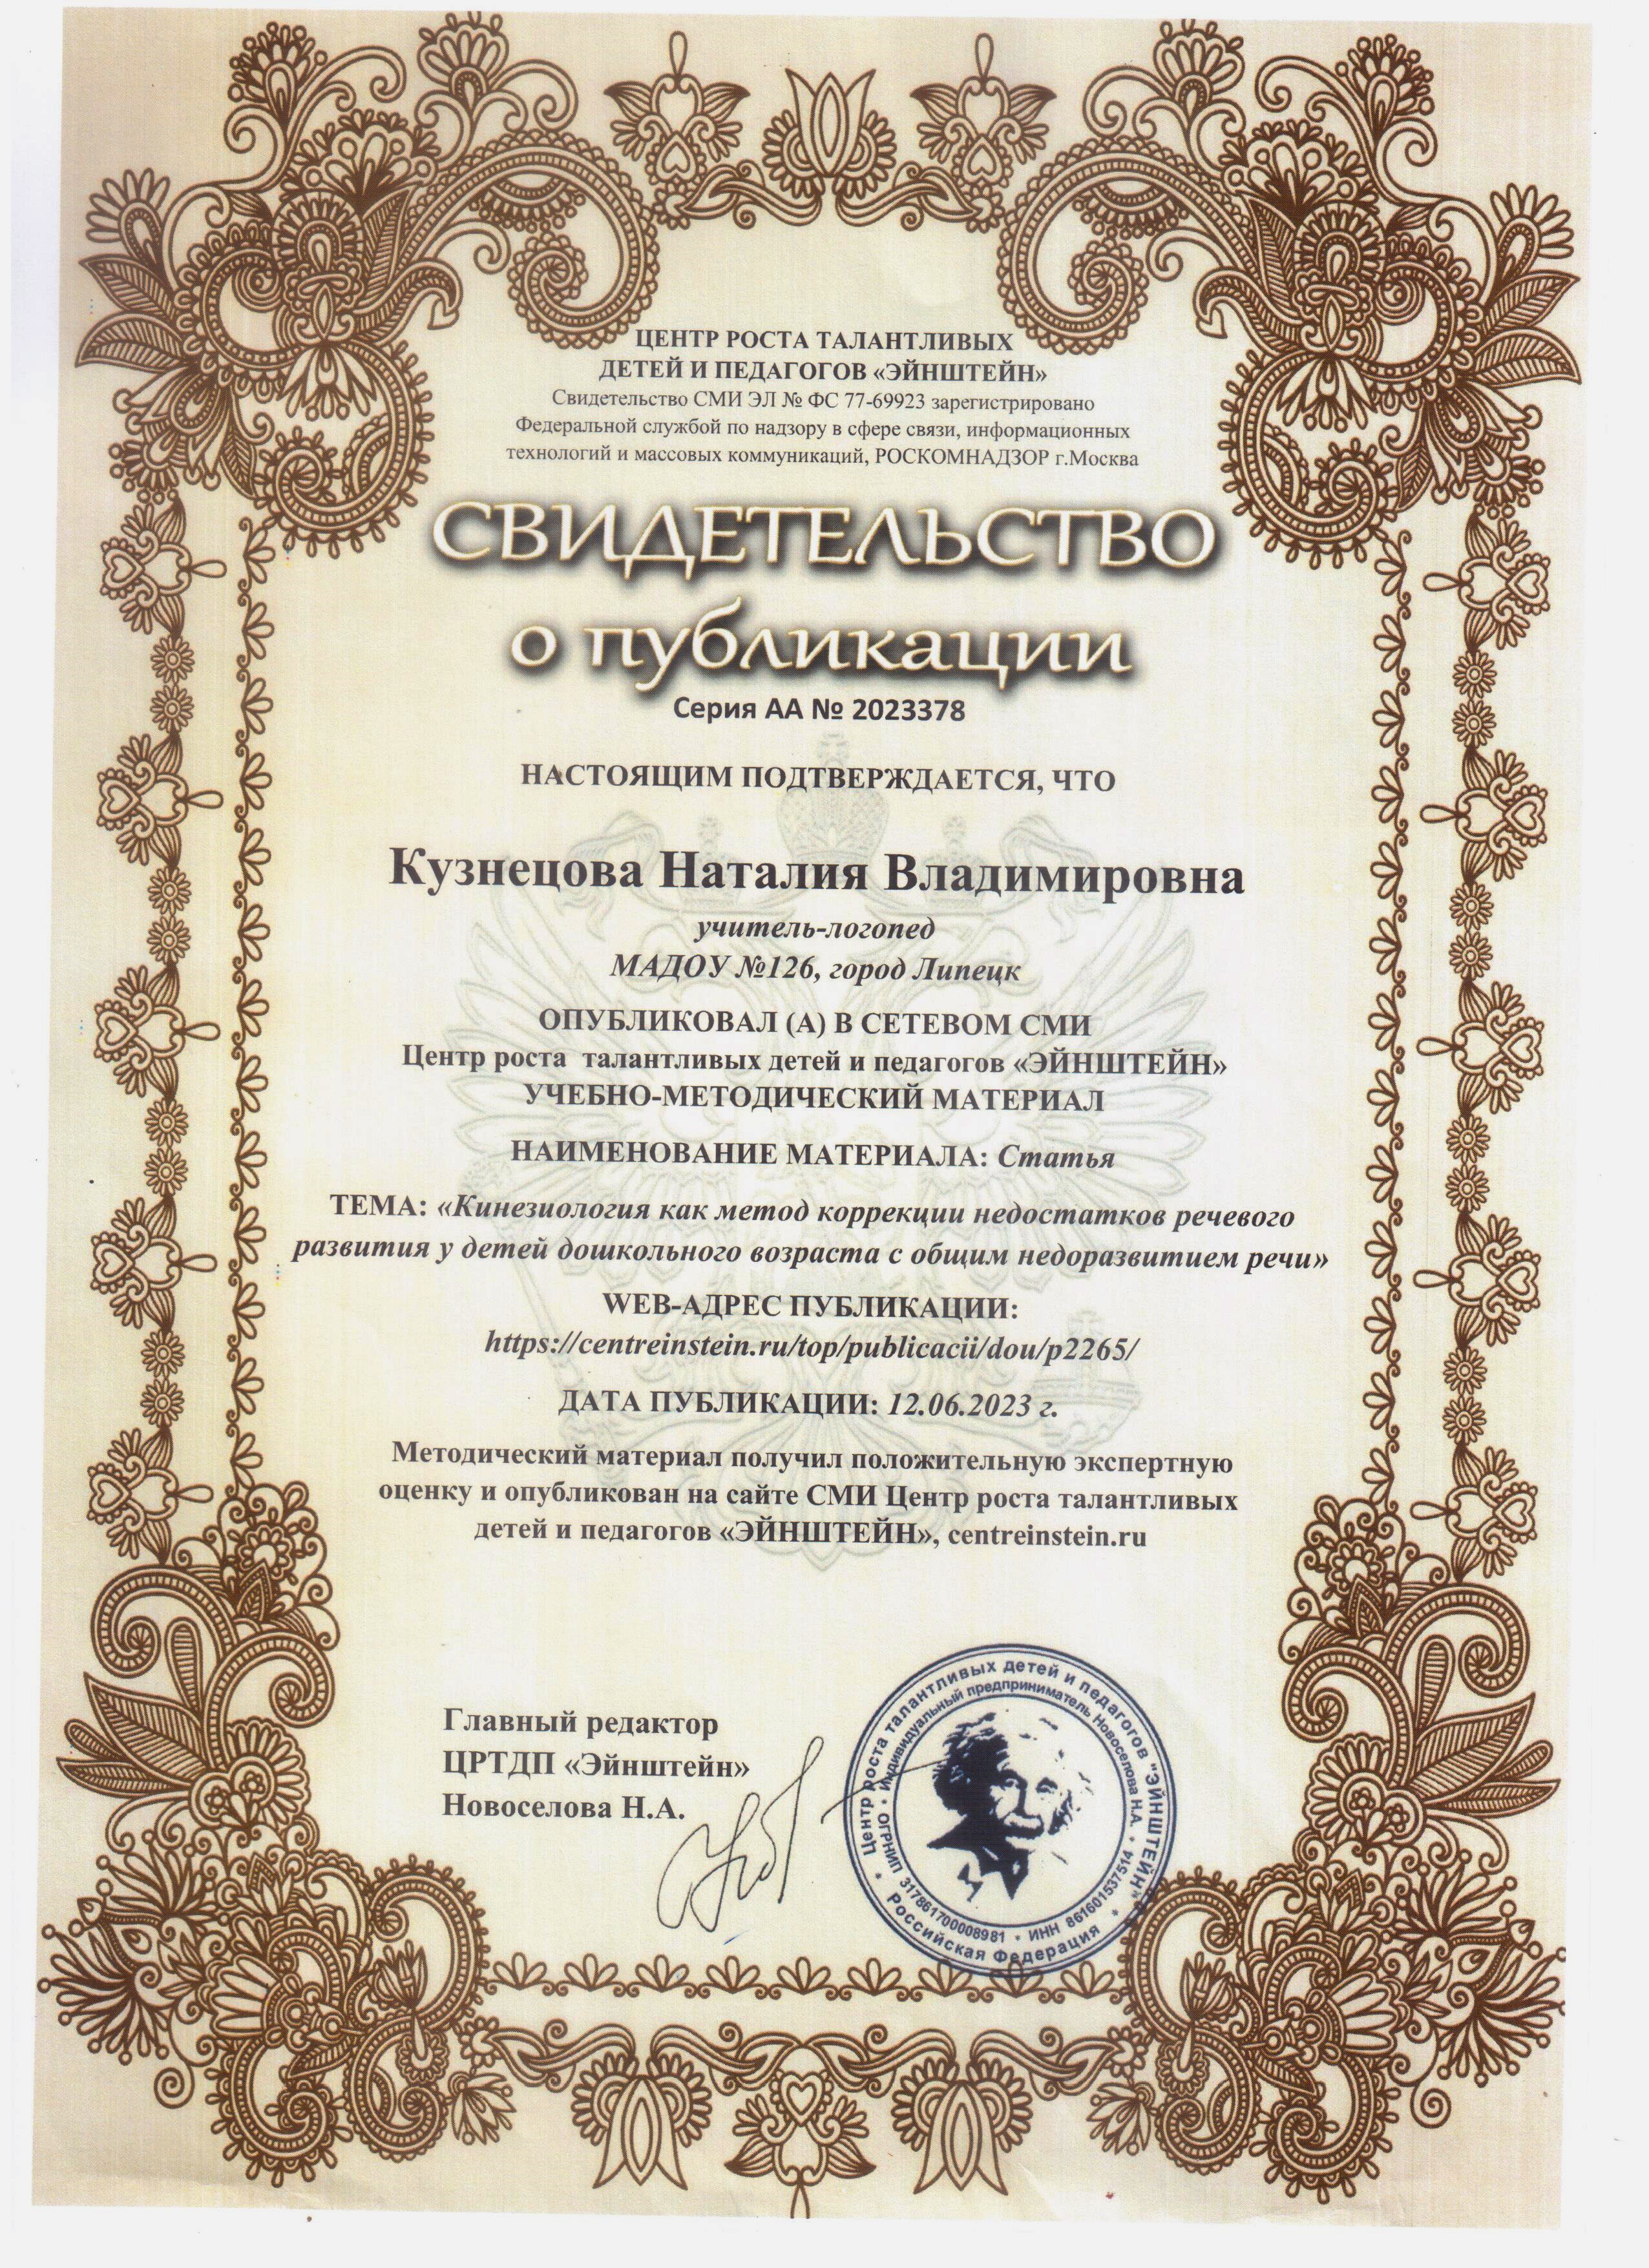 ЦЕНТР РОСТА ТАЛАНТЛИВЫХ
ДЕТЕЙ И ПЕДАГОГОВ «ЭЙНШТЕЙН»
Свидетельство СМИ ЭЛ № ФС 77-69923 зарегистрировано
Федеральной службой по надзору в сфере связи, информационных
технологий и массовых коммуникаций, РОСКОМНАДЗОР г.Москва
СВИДЕТЕЛЬСТВО
о публикации
Серия АА № 2023378
НАСТОЯЩИМ ПОДТВЕРЖДАЕТСЯ, ЧТО
Кузнецова Наталия Владимировна
учитель-логопед
МАДОУ №126, город Липецк
ОПУБЛИКОВАЛ (А) В СЕТЕВОМ СМИ
Центр роста талантливых детей и педагогов «ЭЙНШТЕЙН»
УЧЕБНО-МЕТОДИЧЕСКИЙ МАТЕРИАЛ
НАИМЕНОВАНИЕ МАТЕРИАЛА: Статья
ТЕМА: «Кинезиология как метод коррекции недостатков речевого
развития у детей дошкольного возраста с общим недоразвитием речи»
WEB-АДРЕС ПУБЛИКАЦИИ:
https://centreinstein.ru/top/publicacii/dou/p2265/
ДАТА ПУБЛИКАЦИИ: 12.06.2023 г.
Методический материал получил положительную экспертную
оценку и опубликован на сайте СМИ Центр роста талантливых
детей и педагогов «ЭЙНШТЕЙН», centreinstein.ru
Главный редактор
ЦРТДП «Эйнштейн»
Новоселова Н.А.
Центр роста талантливых детей и педагогов "ЭЙНШТЕЙН"
Индивидуальный предприниматель Новоселова Н.А.
ОГРНИП 317861700008981 * ИНН 861601537514
Российская Федерация